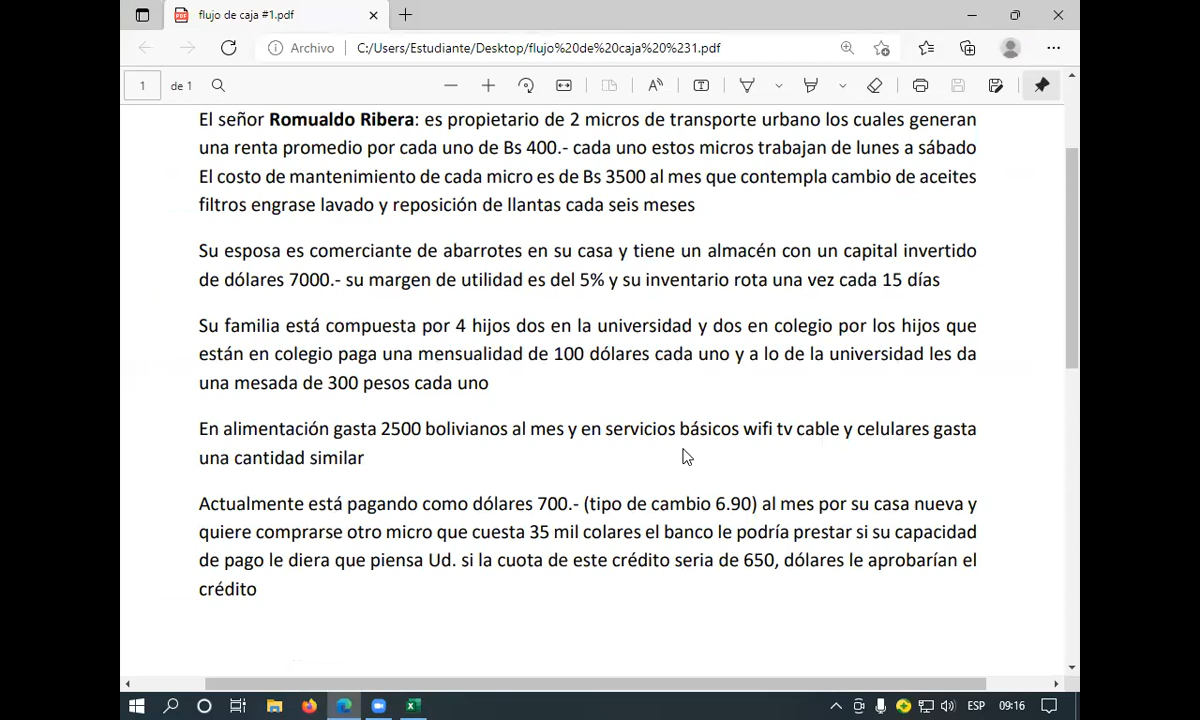 flujo de caja #1.pdf
Archivo
C:/Users/Estudiante/Desktop/flujo%20de%20caja%20%231.pdf
1 de 1
El señor Romualdo Ribera: es propietario de 2 micros de transporte urbano los cuales generan
una renta promedio por cada uno de Bs 400.- cada uno estos micros trabajan de lunes a sábado
El costo de mantenimiento de cada micro es de Bs 3500 al mes que contempla cambio de aceites
filtros engrase lavado y reposición de llantas cada seis meses
Su esposa es comerciante de abarrotes en su casa y tiene un almacén con un capital invertido
de dólares 7000.- su margen de utilidad es del 5% y su inventario rota una vez cada 15 días
Su familia está compuesta por 4 hijos dos en la universidad y dos en colegio por los hijos que
están en colegio paga una mensualidad de 100 dólares cada uno y a lo de la universidad les da
una mesada de 300 pesos cada uno
En alimentación gasta 2500 bolivianos al mes y en servicios básicos wifi tv cable y celulares gasta
una cantidad similar
Actualmente está pagando como dólares 700.- (tipo de cambio 6.90) al mes por su casa nueva y
quiere comprarse otro micro que cuesta 35 mil colares el banco le podría prestar si su capacidad
de pago le diera que piensa Ud. si la cuota de este crédito seria de 650, dólares le aprobarían el
crédito
ESP
09:16